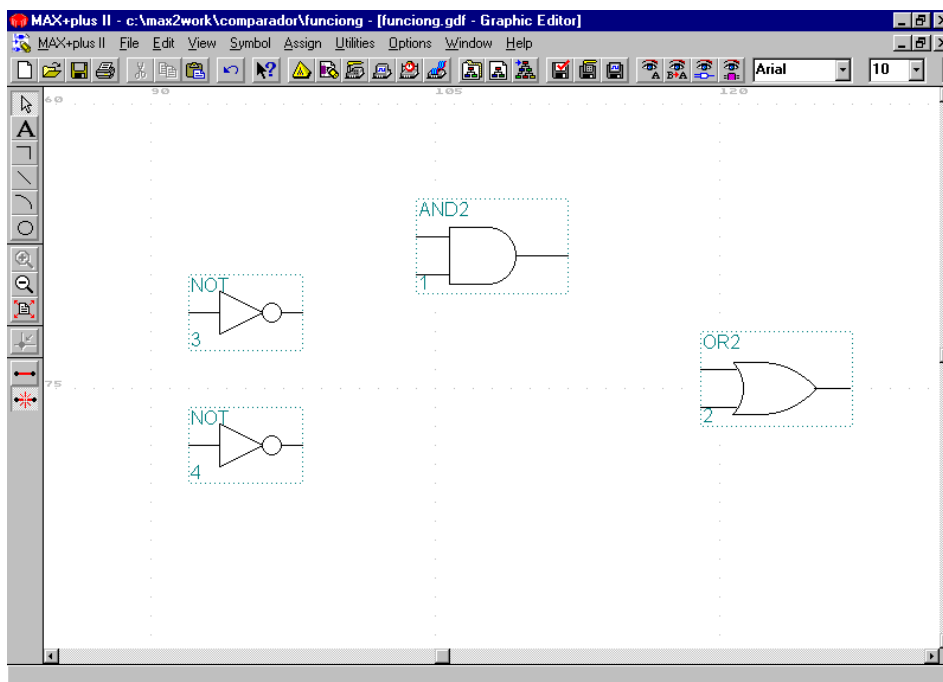 MAX+plus II - c:\max2work\comparador\funciong - [funciong.gdf - Graphic Editor]
MAX+plus II File Edit View Symbol Assign Utilities Options Window Help
Arial 10
60 90 105 120
AND2
1
NOT
3
OR2
2
75
NOT
4